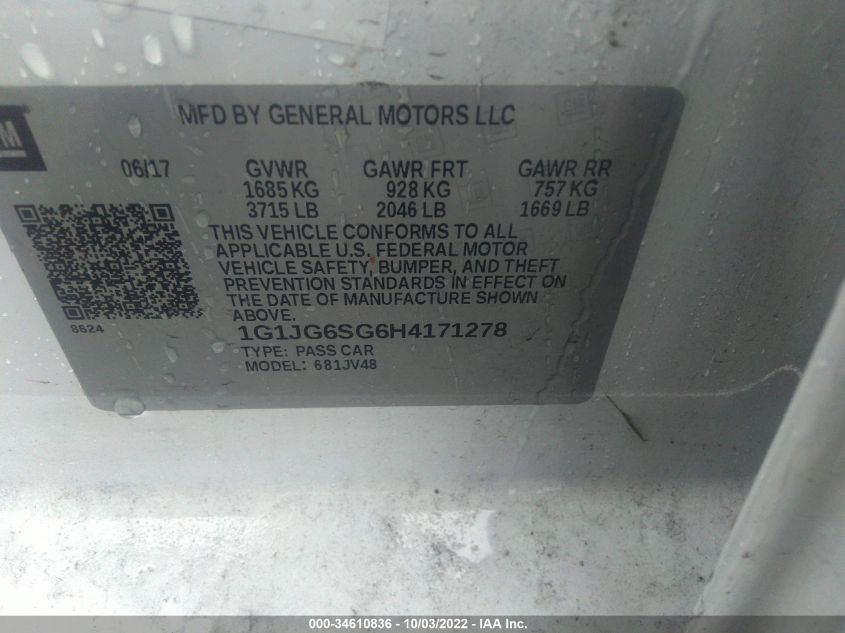 MFD BY GENERAL MOTORS LLC
06/17 GVWR GAWR FRT GAWR RR
1685 KG 928 KG 757 KG
3715 LB 2046 LB 1669 LB
THIS VEHICLE CONFORMS TO ALL
APPLICABLE U.S. FEDERAL MOTOR
VEHICLE SAFETY, BUMPER, AND THEFT
PREVENTION STANDARDS IN EFFECT ON
THE DATE OF MANUFACTURE SHOWN
ABOVE.
8624
1G1JG6SG6H4171278
TYPE: PASS CAR
MODEL: 681JV48
000-34610836 - 10/03/2022 - IAA Inc.